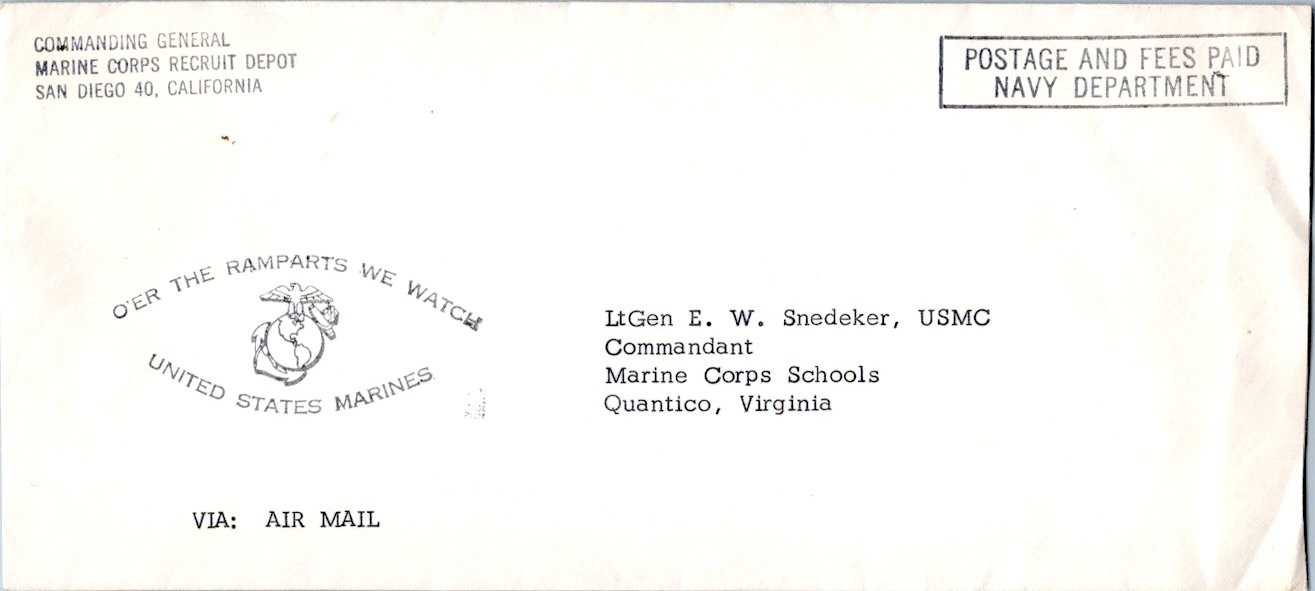 COMMANDING GENERAL
MARINE CORPS RECRUIT DEPOT
SAN DIEGO 40, CALIFORNIA
POSTAGE AND FEES PAID
NAVY DEPARTMENT
O'ER THE RAMPARTS WE WATCH
UNITED STATES MARINES
LtGen E. W. Snedeker, USMC
Commandant
Marine Corps Schools
Quantico, Virginia
VIA: AIR MAIL